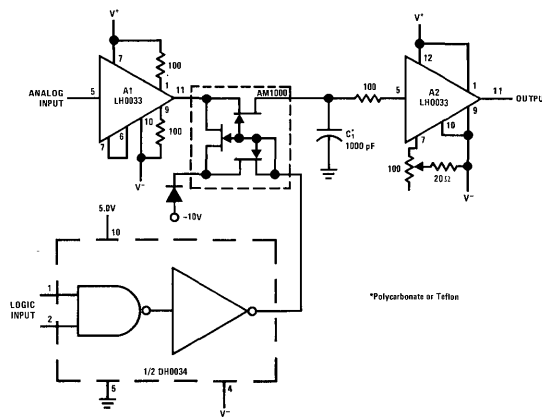 V+
7
100
ANALOG INPUT
5
A1
LH0033
1
11
10
9
6
7
100
V-
AM1000
-10V
C1*
1000 pF
100
V+
12
5
A2
LH0033
1
11
OUTPU
9
10
7
100
20Ω
V-
5.0V
10
LOGIC INPUT
1
2
1/2 DH0034
5
4
V-
*Polycarbonate or Teflon